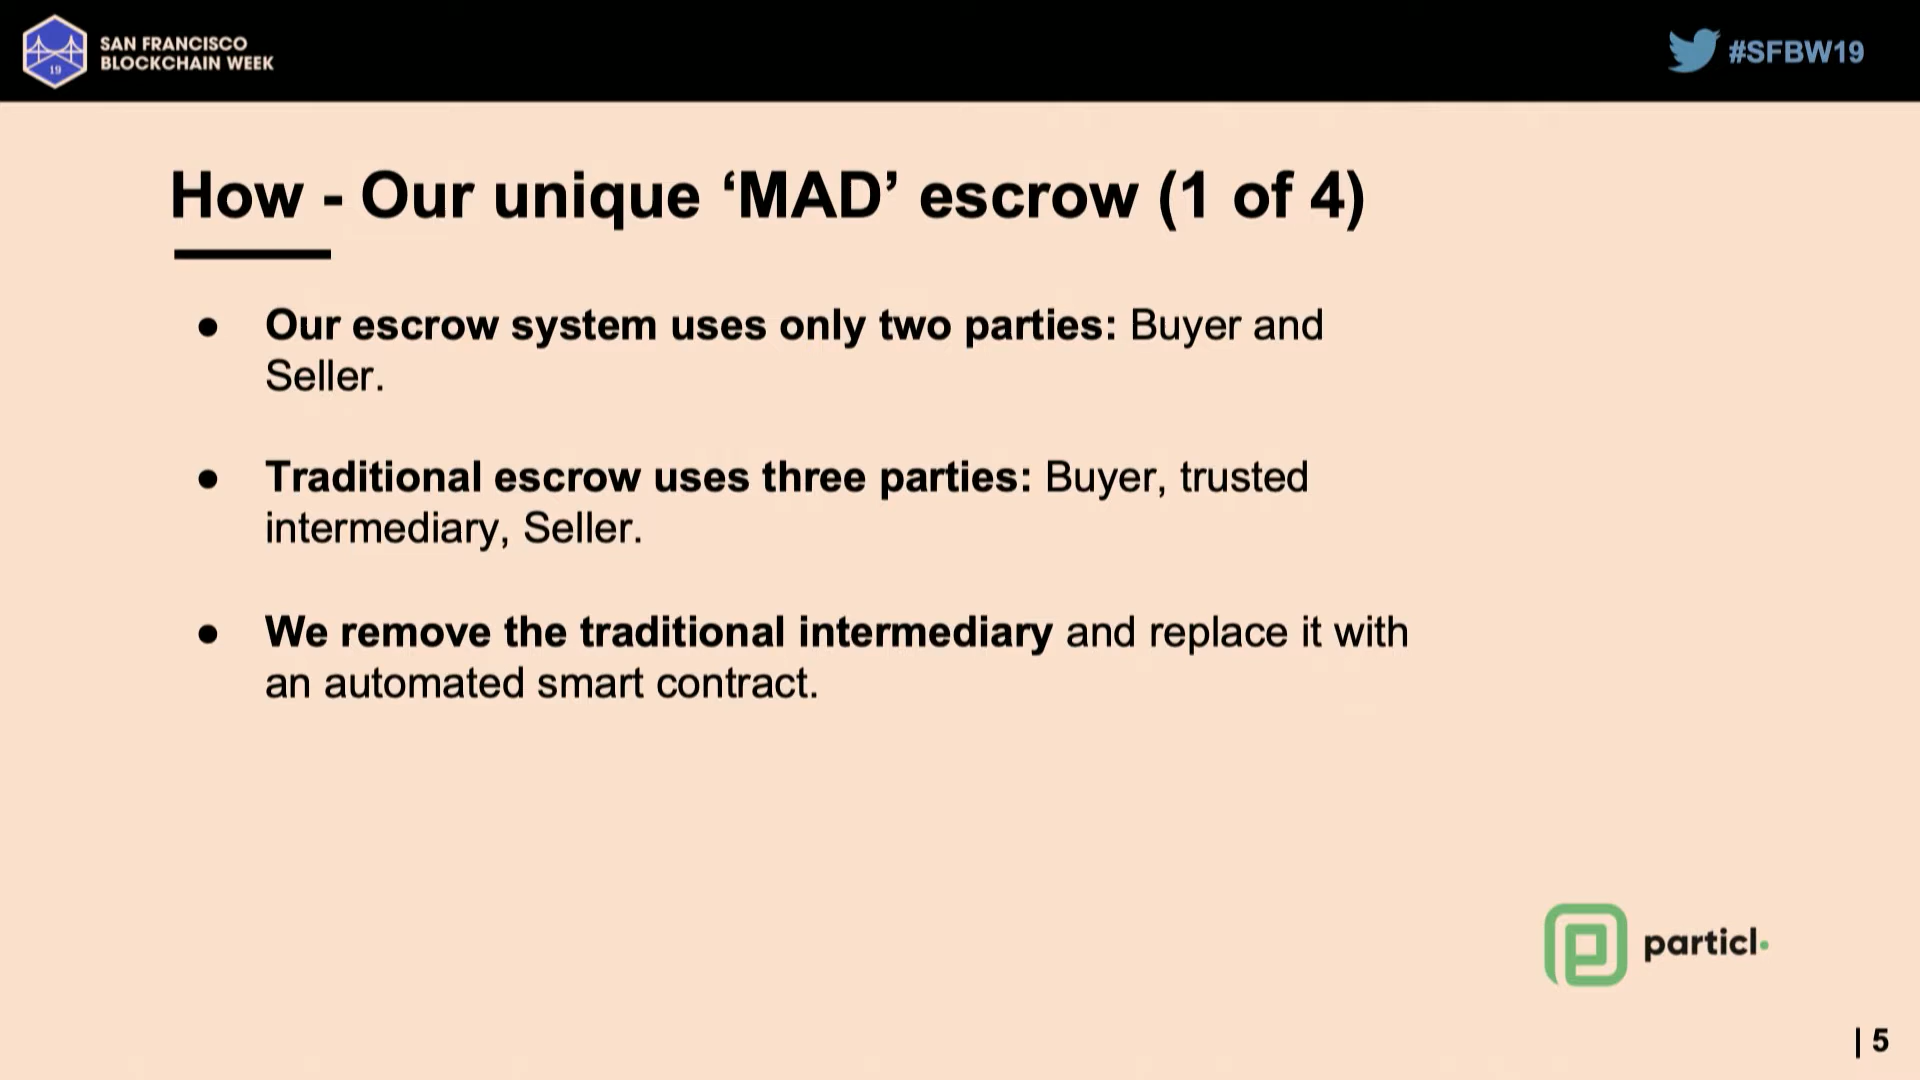 SAN FRANCISCO
BLOCKCHAIN WEEK
19
#SFBW19
How - Our unique ‘MAD’ escrow (1 of 4)
● Our escrow system uses only two parties: Buyer and
Seller.
● Traditional escrow uses three parties: Buyer, trusted
intermediary, Seller.
● We remove the traditional intermediary and replace it with
an automated smart contract.
particl
| 5